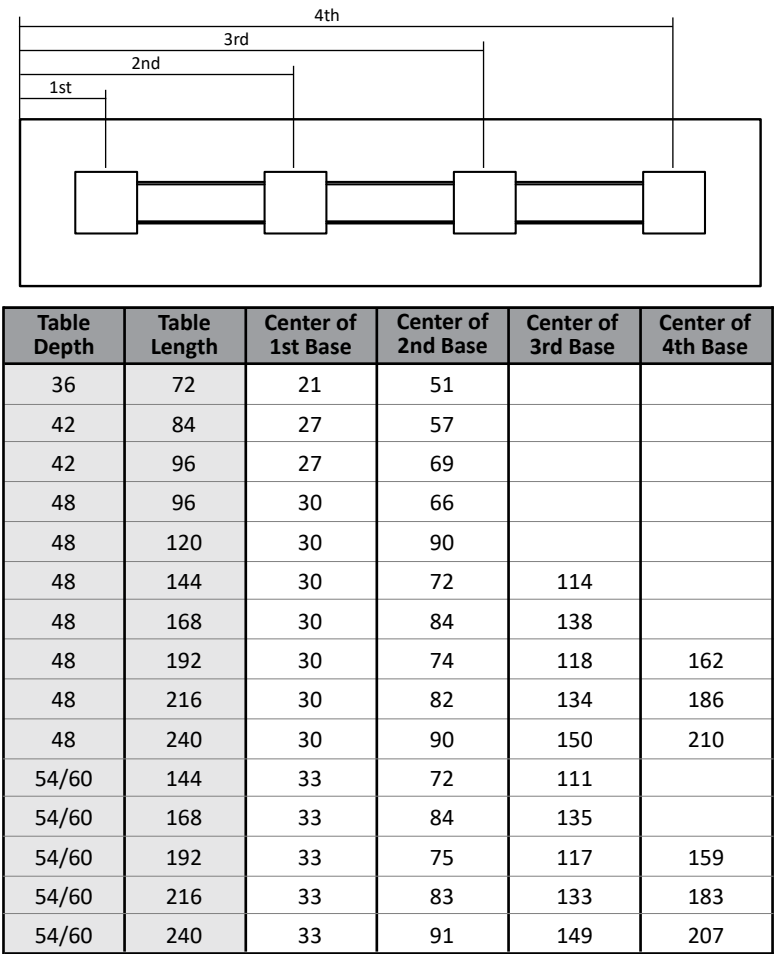 4th
3rd
2nd
1st
Table Depth Table Length Center of 1st Base Center of 2nd Base Center of 3rd Base Center of 4th Base
36 72 21 51
42 84 27 57
42 96 27 69
48 96 30 66
48 120 30 90
48 144 30 72 114
48 168 30 84 138
48 192 30 74 118 162
48 216 30 82 134 186
48 240 30 90 150 210
54/60 144 33 72 111
54/60 168 33 84 135
54/60 192 33 75 117 159
54/60 216 33 83 133 183
54/60 240 33 91 149 207